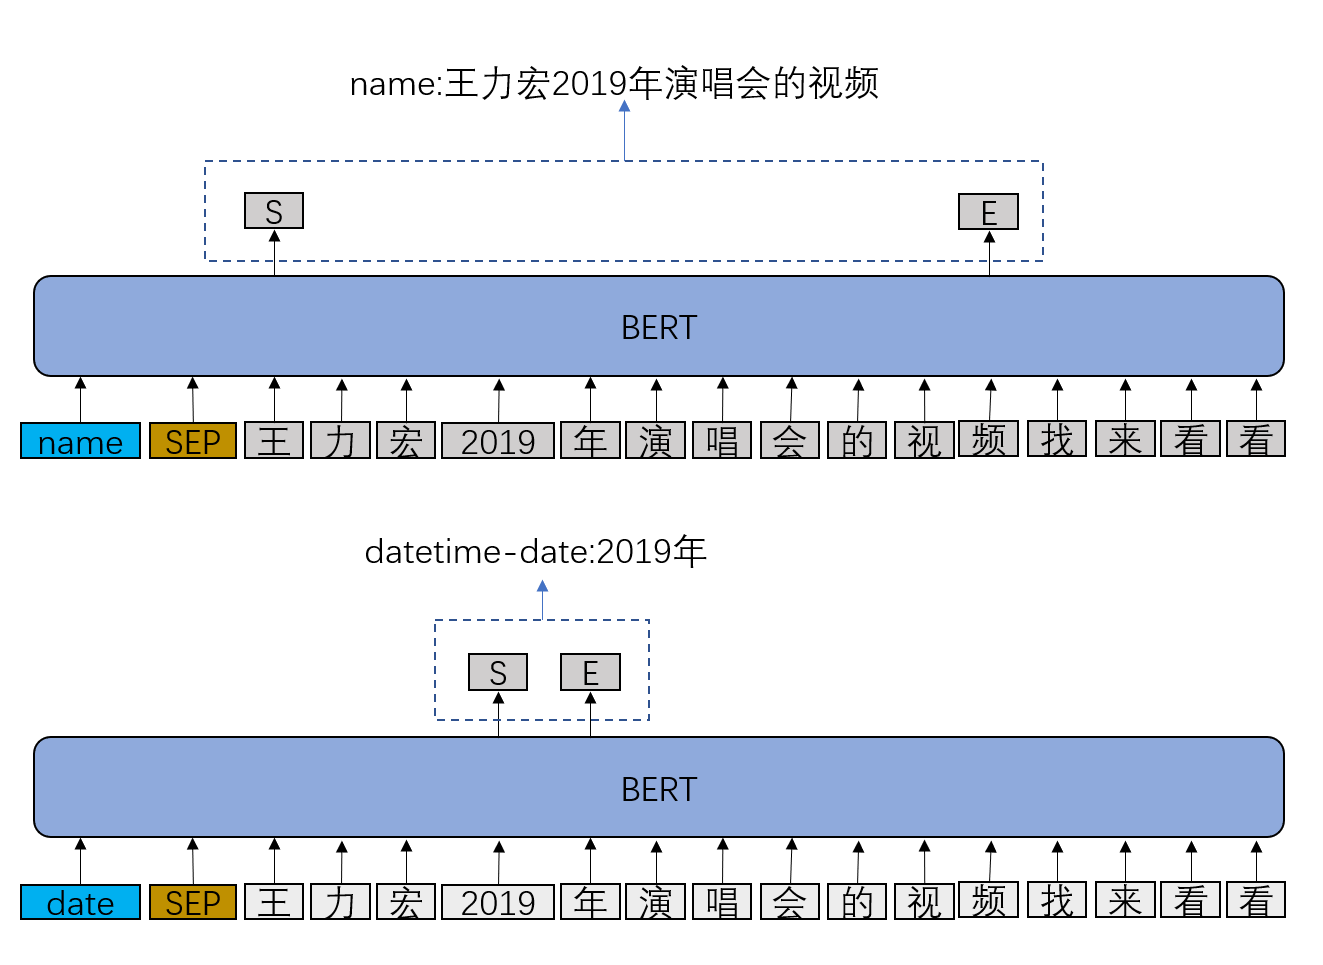 name:王力宏2019年演唱会的视频
S E
BERT
name SEP 王 力 宏 2019 年 演 唱 会 的 视 频 找 来 看 看
datetime-date:2019年
S E
BERT
date SEP 王 力 宏 2019 年 演 唱 会 的 视 频 找 来 看 看